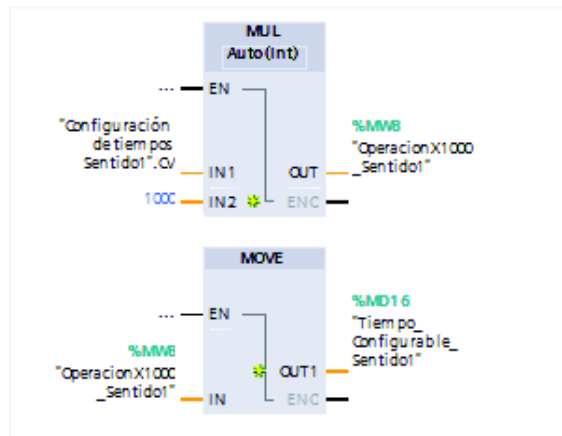 MUL
Auto(Int)
--- EN
"Configuración
de tiempos
Sentido1".CV
IN1
1000
IN2
OUT
ENO
%MW8
"OperacionX1000
_Sentido1"
MOVE
--- EN
%MW8
"OperacionX1000
_Sentido1"
IN
OUT1
ENO
%MD16
"Tiempo_
Configurable_
Sentido1"